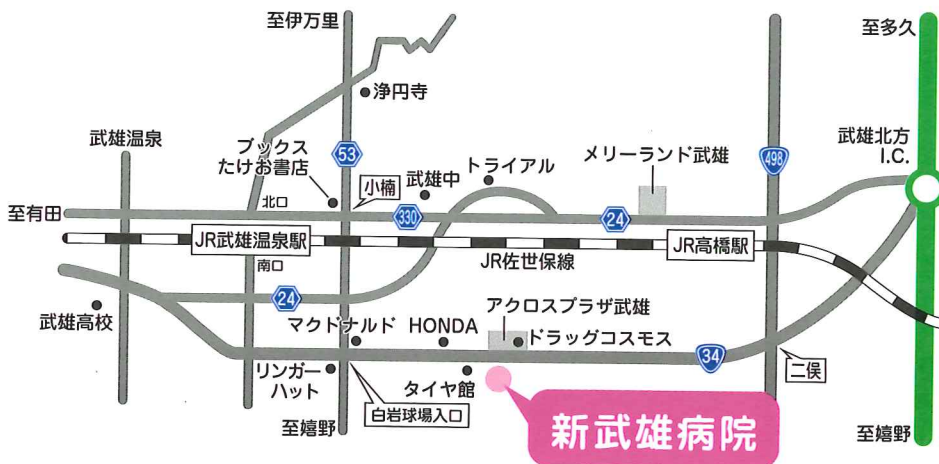 至伊万里
至多久
浄円寺
武雄温泉
ブックス
たけお書店
53
小楠
武雄中
トライアル
メリーランド武雄
498
武雄北方
I.C.
至有田
北口
330
24
JR武雄温泉駅
JR佐世保線
JR高橋駅
南口
24
武雄高校
マクドナルド
HONDA
アクロスプラザ武雄
ドラッグコスモス
34
リンガー
ハット
白岩球場入口
タイヤ館
二俣
至嬉野
新武雄病院
至嬉野